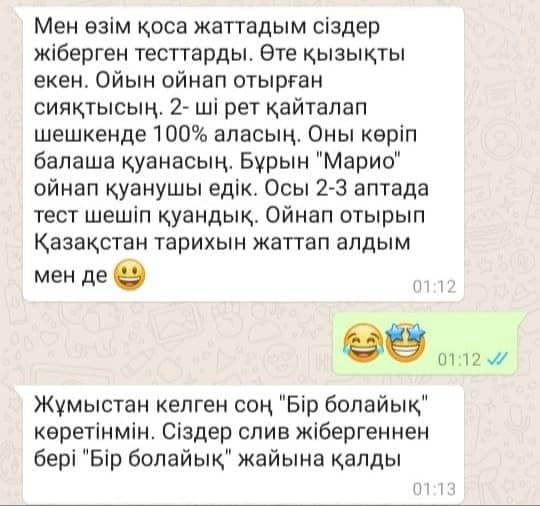 Мен өзім қоса жаттадым сіздер
жіберген тесттарды. Өте қызықты
екен. Ойын ойнап отырған
сияқтысың. 2- ші рет қайталап
шешкенде 100% аласың. Оны көріп
балаша қуанасың. Бұрын "Марио"
ойнап қуанушы едік. Осы 2-3 аптада
тест шешіп қуандық. Ойнап отырып
Қазақстан тарихын жаттап алдым
мен де 😃
01:12
😂🤩 01:12
Жұмыстан келген соң "Бір болайық"
көретінмін. Сіздер слив жібергеннен
бері "Бір болайық" жайына қалды
01:13